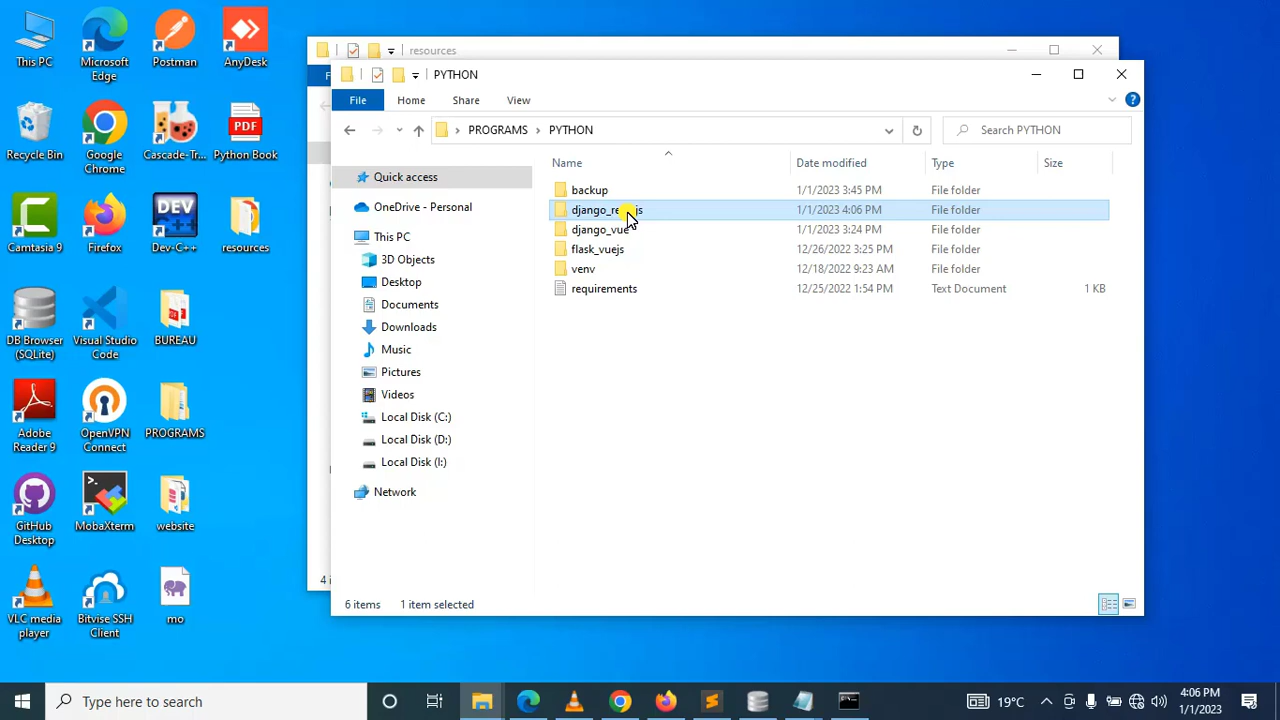 This PC
Microsoft
Edge
Postman
AnyDesk
Recycle Bin
Google
Chrome
Cascade-Tr...
PDF
Python Book
Camtasia 9
Firefox
DEV
Dev-C++
resources
DB Browser
(SQLite)
Visual Studio
Code
BUREAU
Adobe
Reader 9
OpenVPN
Connect
PROGRAMS
GitHub
Desktop
MobaXterm
website
VLC media
player
Bitvise SSH
Client
mo
resources
F
4 i
PYTHON
File
Home
Share
View
PROGRAMS
PYTHON
Search PYTHON
Name
Date modified
Type
Size
Quick access
OneDrive - Personal
This PC
3D Objects
Desktop
Documents
Downloads
Music
Pictures
Videos
Local Disk (C:)
Local Disk (D:)
Local Disk (I:)
Network
backup 1/1/2023 3:45 PM File folder
1/1/2023 4:06 PM File folder
1/1/2023 3:24 PM File folder
flask_vuejs 12/26/2022 3:25 PM File folder
venv 12/18/2022 9:23 AM File folder
requirements 12/25/2022 1:54 PM Text Document 1 KB
6 items
1 item selected
Type here to search
19°C
4:06 PM
1/1/2023